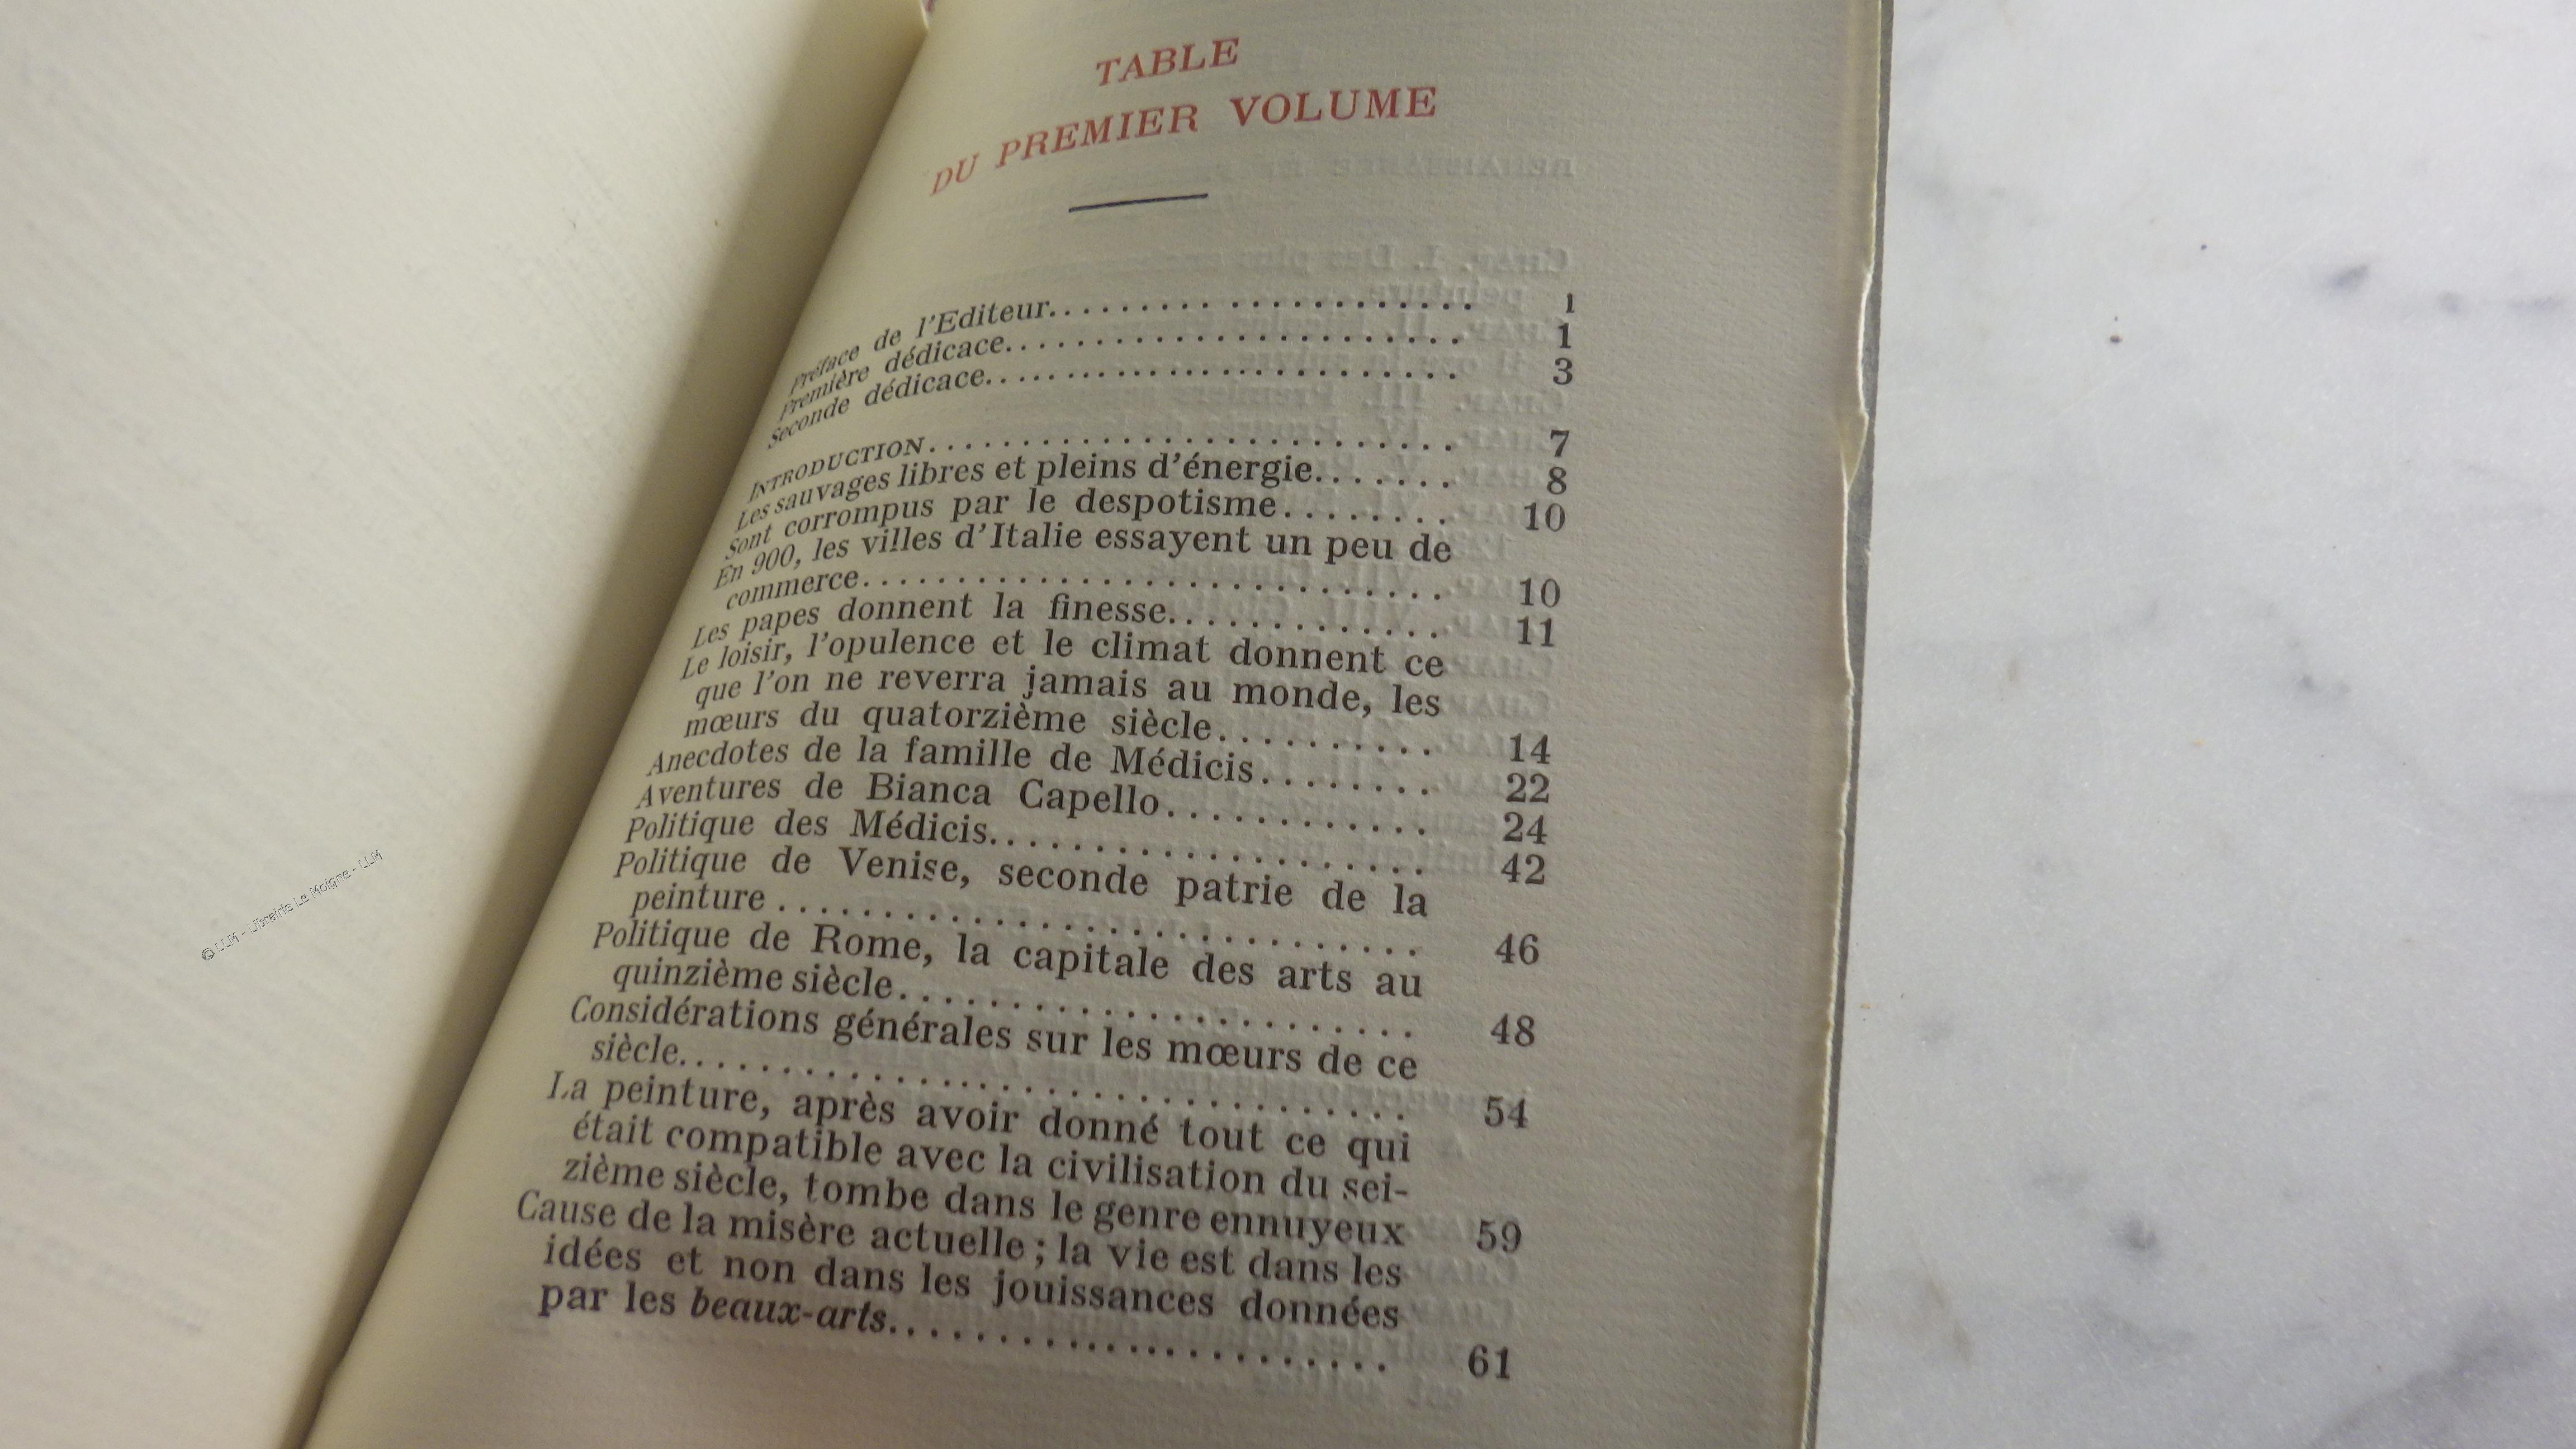 TABLE
DU PREMIER VOLUME
Préface de l'Editeur. . . . . . . . . . . . . . . . . . . . . . I
Première dédicace. . . . . . . . . . . . . . . . . . . . . . . 1
Seconde dédicace. . . . . . . . . . . . . . . . . . . . . . . . 3
INTRODUCTION. . . . . . . . . . . . . . . . . . . . . . . . . . 7
Les sauvages libres et pleins d'énergie. . . . . . . 8
Sont corrompus par le despotisme. . . . . . . . 10
En 900, les villes d'Italie essayent un peu de
commerce. . . . . . . . . . . . . . . . . . . . . . . . . . . 10
Les papes donnent la finesse. . . . . . . . . . . . . 11
Le loisir, l'opulence et le climat donnent ce
que l'on ne reverra jamais au monde, les
mœurs du quatorzième siècle. . . . . . . . . . 14
Anecdotes de la famille de Médicis. . . . . . . . 22
Aventures de Bianca Capello. . . . . . . . . . . . 24
Politique des Médicis. . . . . . . . . . . . . . . . . . . 42
Politique de Venise, seconde patrie de la
peinture . . . . . . . . . . . . . . . . . . . . . . . . 46
Politique de Rome, la capitale des arts au
quinzième siècle. . . . . . . . . . . . . . . . . . . . 48
Considérations générales sur les mœurs de ce
siècle. . . . . . . . . . . . . . . . . . . . . . . . . . . . 54
La peinture, après avoir donné tout ce qui
était compatible avec la civilisation du sei-
zième siècle, tombe dans le genre ennuyeux 59
Cause de la misère actuelle ; la vie est dans les
idées et non dans les jouissances données
par les beaux-arts. . . . . . . . . . . . . . . . . . . . 61
© LLM - Librairie Le Moigne - LLM